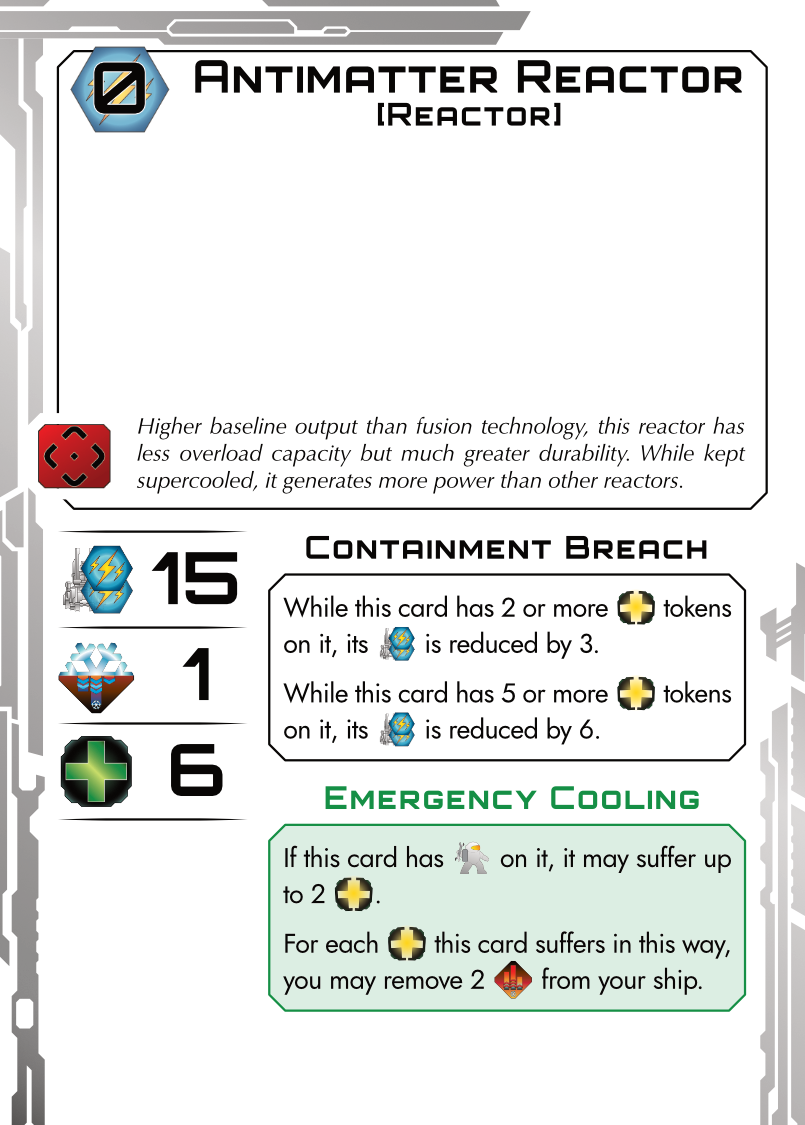 0
ANTIMATTER REACTOR
[REACTOR]
Higher baseline output than fusion technology, this reactor has
less overload capacity but much greater durability. While kept
supercooled, it generates more power than other reactors.
15
1
6
CONTAINMENT BREACH
While this card has 2 or more tokens
on it, its is reduced by 3.
While this card has 5 or more tokens
on it, its is reduced by 6.
EMERGENCY COOLING
If this card has on it, it may suffer up
to 2 .
For each this card suffers in this way,
you may remove 2 from your ship.